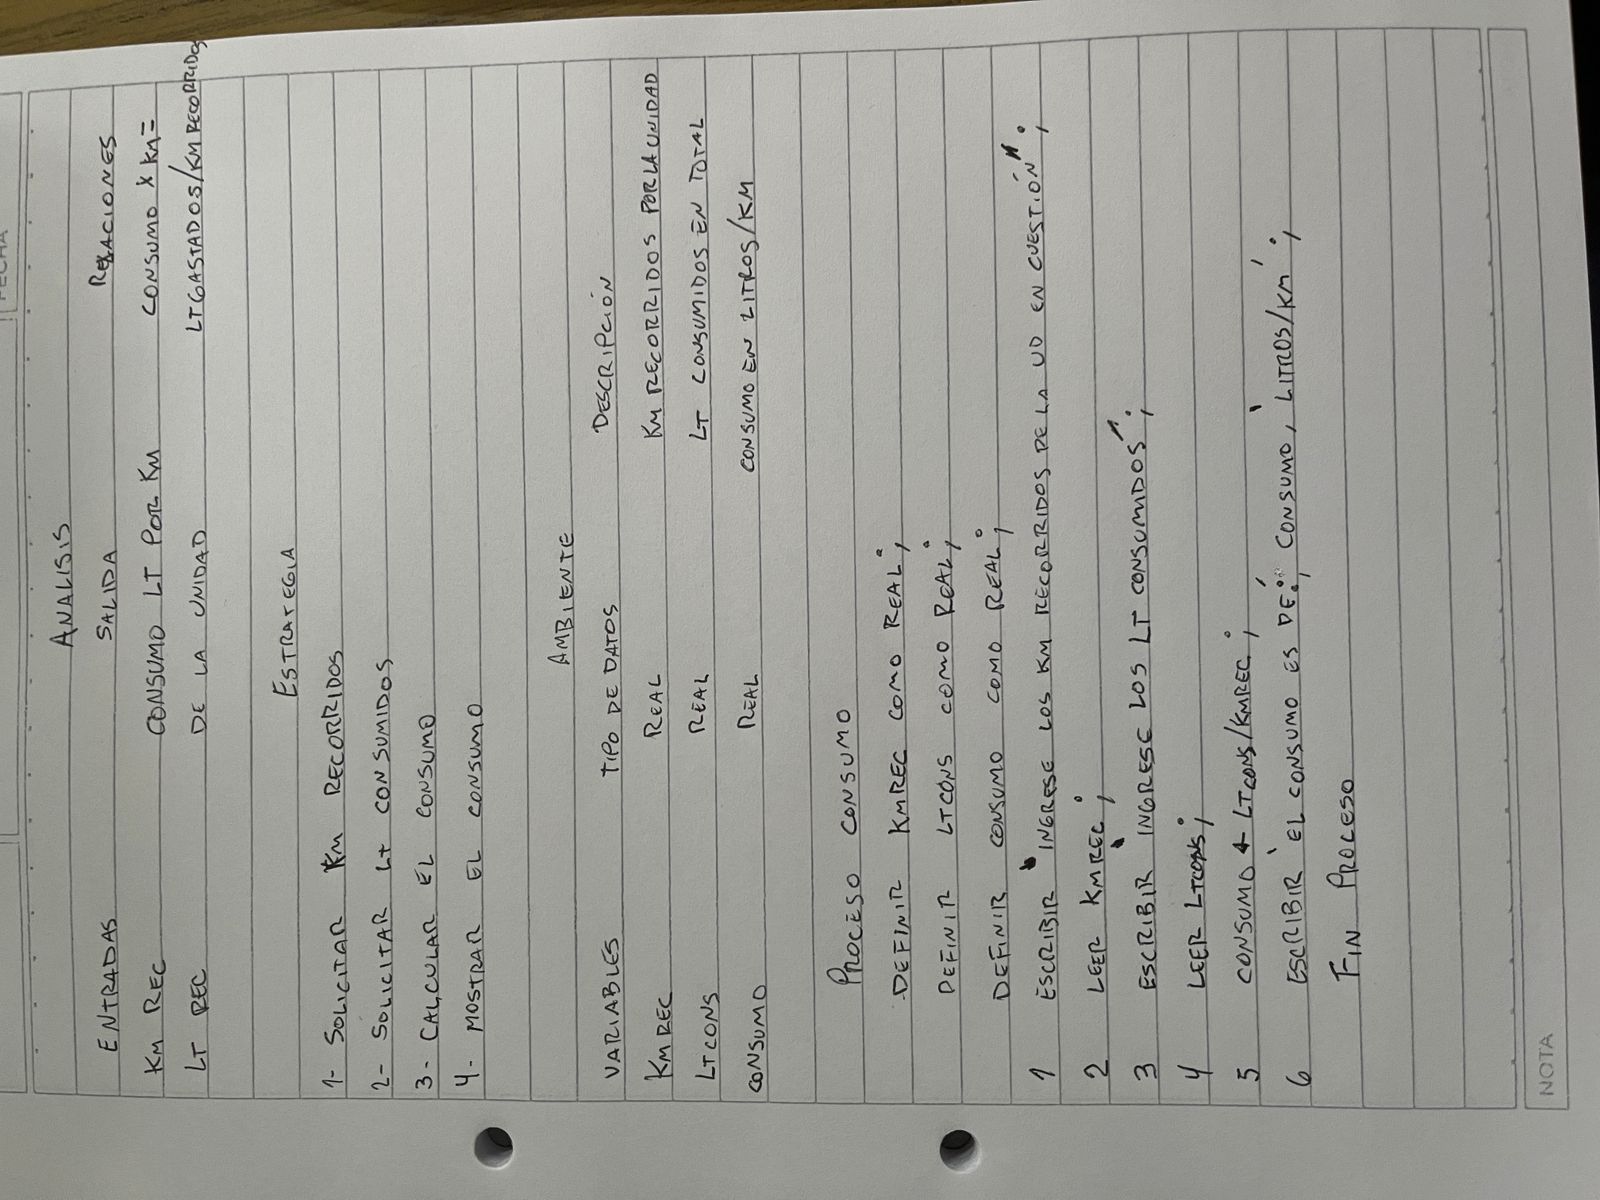 FECHA
ANALISIS
ENTRADAS SALIDA RELACIONES
KM REC CONSUMO LT POR KM CONSUMO X KM =
LT REC DE LA UNIDAD LTGASTADOS/KM RECORRIDOS
ESTRATEGIA
1- SOLICITAR KM RECORRIDOS
2- SOLICITAR LT CONSUMIDOS
3- CALCULAR EL CONSUMO
4- MOSTRAR EL CONSUMO
AMBIENTE
VARIABLES TIPO DE DATOS DESCRIPCIÓN
KMREC REAL KM RECORRIDOS POR LA UNIDAD
LTCONS REAL LT CONSUMIDOS EN TOTAL
CONSUMO REAL CONSUMO EN LITROS/KM
PROCESO CONSUMO
DEFINIR KMREC COMO REAL;
DEFINIR LTCONS COMO REAL;
DEFINIR CONSUMO COMO REAL;
1 ESCRIBIR "INGRESE LOS KM RECORRIDOS DE LA UD EN CUESTIÓN";
2 LEER KMREC;
3 ESCRIBIR "INGRESE LOS LT CONSUMIDOS";
4 LEER LTCONS;
5 CONSUMO ← LTCONS/KMREC;
6 ESCRIBIR 'EL CONSUMO ES DE:', CONSUMO, 'LITROS/KM';
FIN PROCESO
NOTA